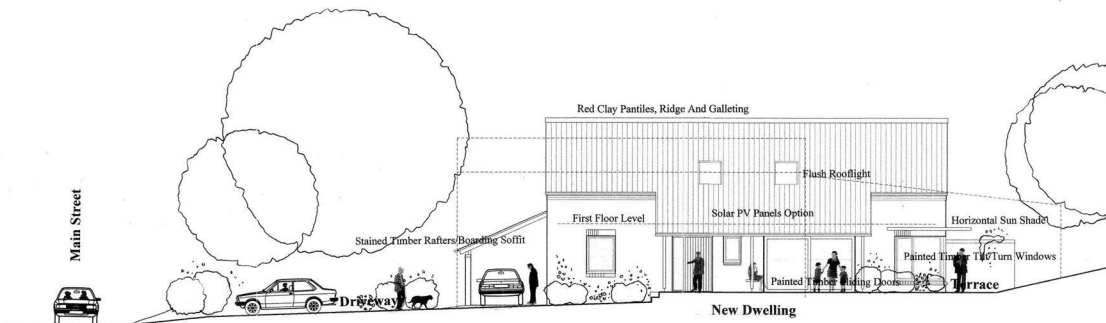 Red Clay Pantiles, Ridge And Galleting
Flush Rooflight
Main Street
First Floor Level
Solar PV Panels Option
Horizontal Sun Shade
Stained Timber Rafters/Boarding Soffit
Painted Timber Tilt/Turn Windows
Driveway
Painted Timber Sliding Doors
Terrace
New Dwelling